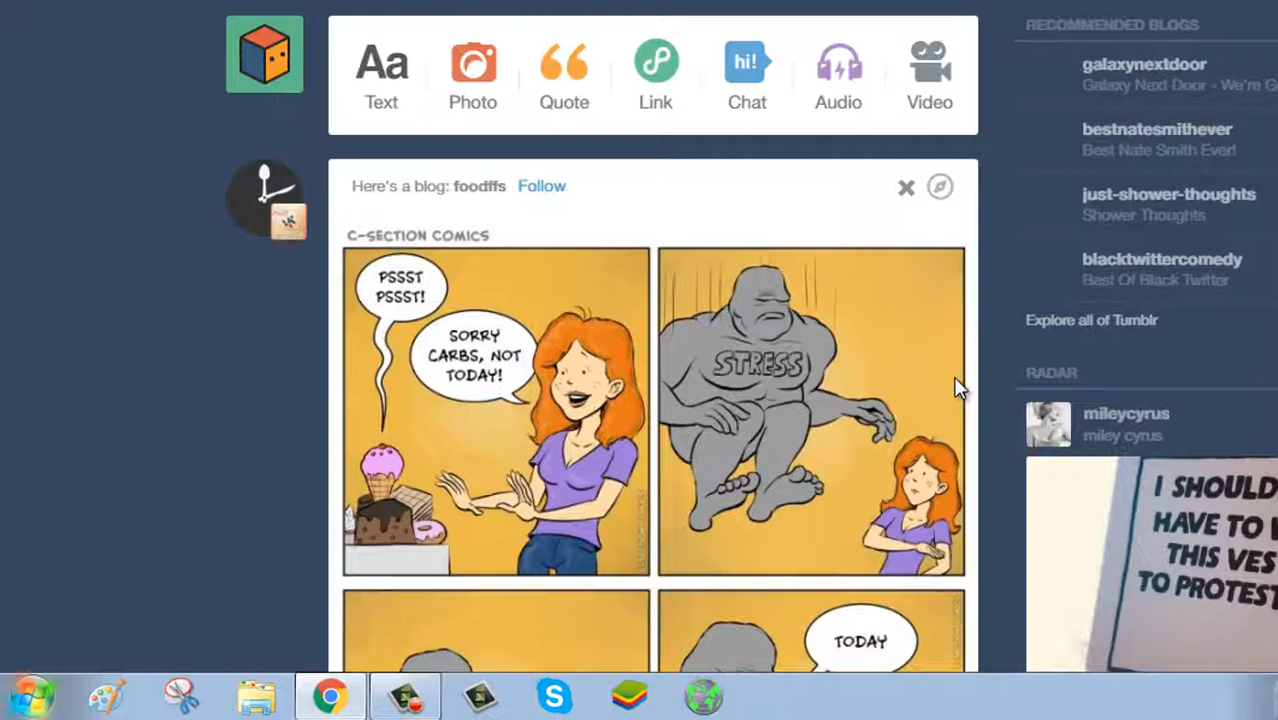 RECOMMENDED BLOGS
Aa
hi!
Text
Photo
Quote
Link
Chat
Audio
Video
galaxynextdoor
Galaxy Next Door - We're G
bestnatesmithever
Best Nate Smith Ever!
just-shower-thoughts
Shower Thoughts
blacktwittercomedy
Best Of Black Twitter
Explore all of Tumblr
RADAR
mileycyrus
miley cyrus
I SHOULD
HAVE TO
THIS VES
TO PROTEST
Here's a blog: foodffs Follow
C-SECTION COMICS
PSSST
PSSST!
SORRY
CARBS, NOT
TODAY!
STRESS
TODAY